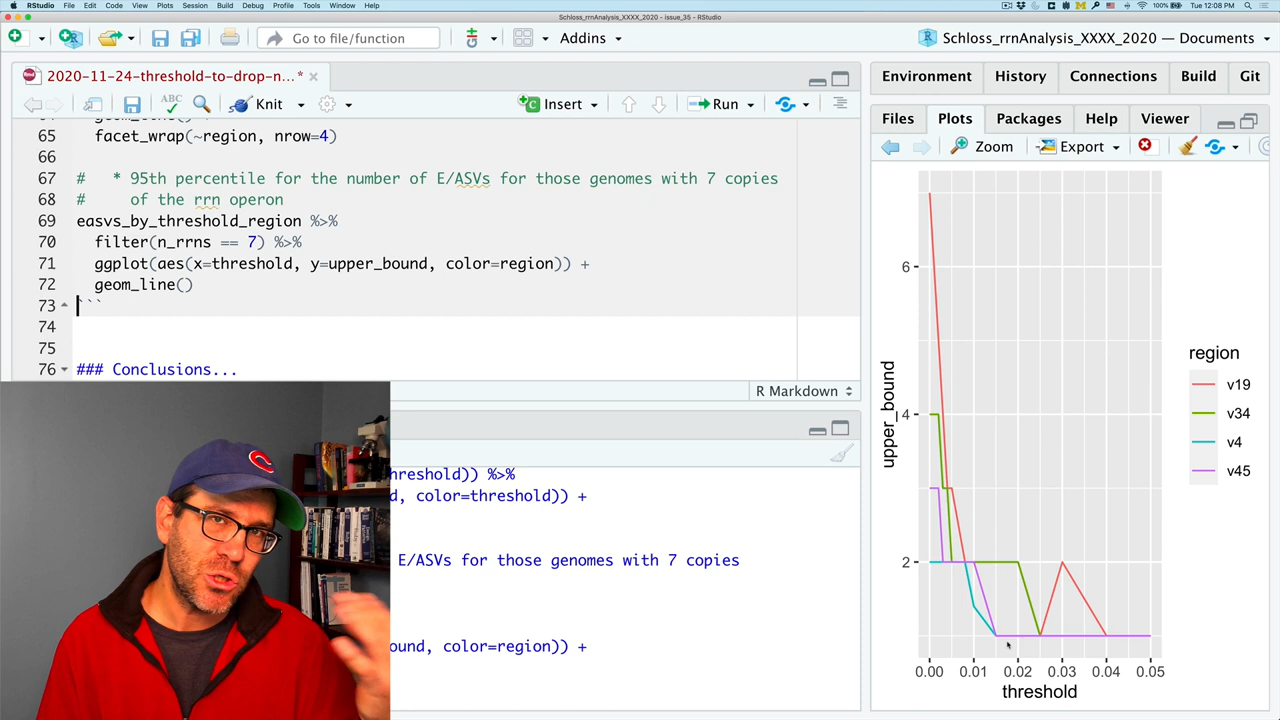 RStudio File Edit Code View Plots Session Build Debug Profile Tools Window Help
100% Tue 12:08 PM
Schloss_rrnAnalysis_XXXX_2020 - issue_35 - RStudio
Go to file/function
Addins
Schloss_rrnAnalysis_XXXX_2020 — Documents
2020-11-24-threshold-to-drop-n...*
ABC
Knit
Insert
Run
65 facet_wrap(~region, nrow=4)
66
67 # * 95th percentile for the number of E/ASVs for those genomes with 7 copies
68 # of the rrn operon
69 easvs_by_threshold_region %>%
70 filter(n_rrns == 7) %>%
71 ggplot(aes(x=threshold, y=upper_bound, color=region)) +
72 geom_line()
73 ```
74
75
76 ### Conclusions...
R Markdown
hreshold)) %>%
d, color=threshold)) +
E/ASVs for those genomes with 7 copies
ound, color=region)) +
Environment History Connections Build Git
Files Plots Packages Help Viewer
Zoom Export
6
4
2
upper_bound
0.00 0.01 0.02 0.03 0.04 0.05
threshold
region
v19
v34
v4
v45